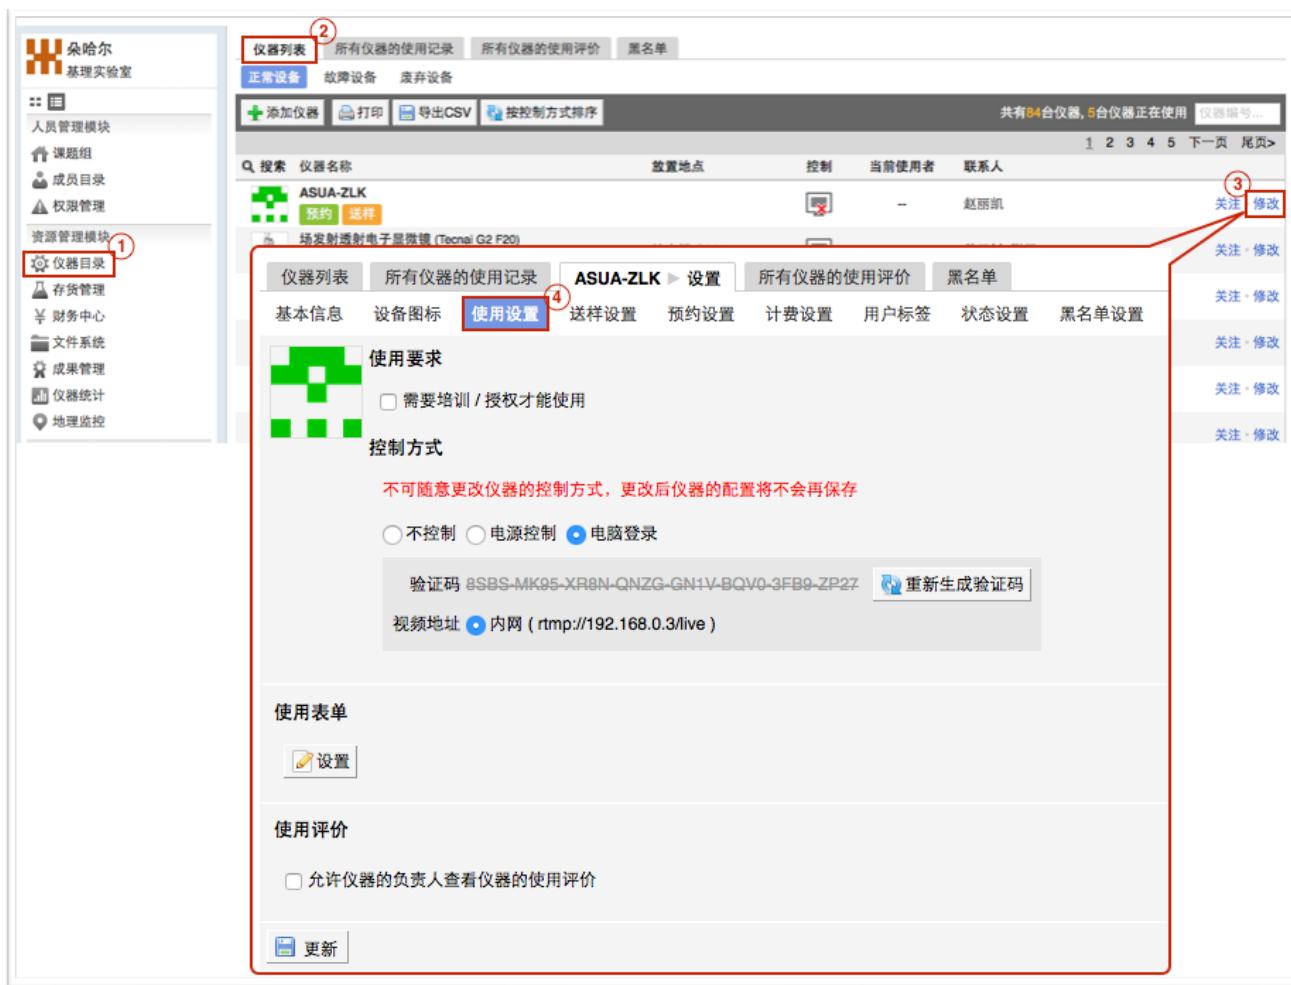 朵哈尔
基理实验室
人员管理模块
课题组
成员目录
权限管理
资源管理模块
①
仪器目录
存货管理
财务中心
文件系统
成果管理
仪器统计
地理监控
②
仪器列表 所有仪器的使用记录 所有仪器的使用评价 黑名单
正常设备 故障设备 废弃设备
添加仪器 打印 导出CSV 按控制方式排序 共有84台仪器, 5台仪器正在使用 仪器编号...
1 2 3 4 5 下一页 尾页>
搜索 仪器名称 放置地点 控制 当前使用者 联系人
③
ASUA-ZLK
预约 送样 -- 赵丽凯 关注 · 修改
场发射透射电子显微镜 (Tecnai G2 F20)
关注 · 修改
关注 · 修改
关注 · 修改
关注 · 修改
关注 · 修改
仪器列表 所有仪器的使用记录 ASUA-ZLK ▶ 设置 所有仪器的使用评价 黑名单
④
基本信息 设备图标 使用设置 送样设置 预约设置 计费设置 用户标签 状态设置 黑名单设置
使用要求
需要培训 / 授权才能使用
控制方式
不可随意更改仪器的控制方式，更改后仪器的配置将不会再保存
不控制 电源控制 电脑登录
验证码 8SBS-MK95-XR8N-QNZG-GN1V-BQV0-3FB9-ZP27 重新生成验证码
视频地址 内网 ( rtmp://192.168.0.3/live )
使用表单
设置
使用评价
允许仪器的负责人查看仪器的使用评价
更新